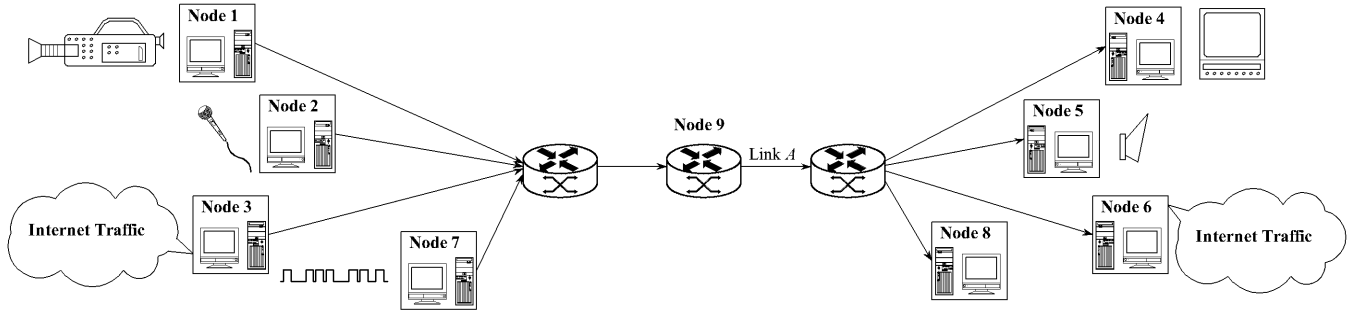 Node 1
Node 4
Node 2
Node 5
Node 9
Link A
Node 3
Node 6
Internet Traffic
Internet Traffic
Node 7
Node 8